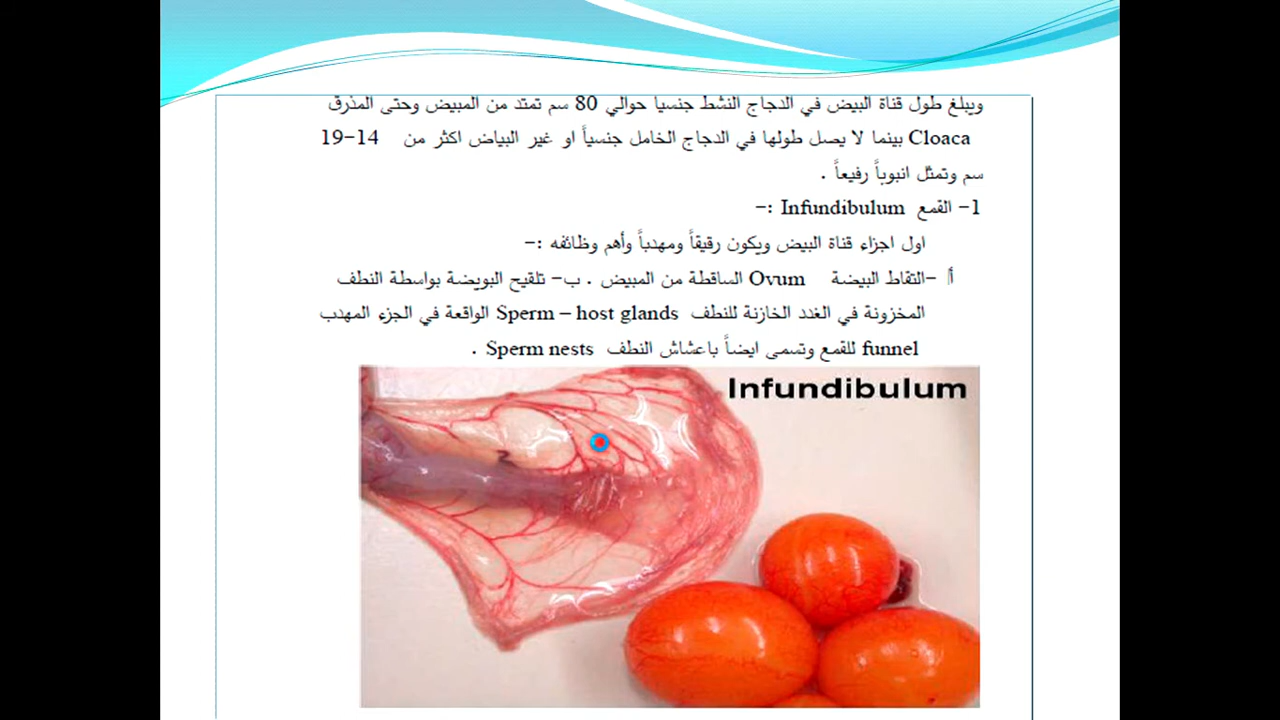 ويبلغ طول قناة البيض في الدجاج النشط جنسيا حوالي 80 سم تمتد من المبيض وحتى المذرق
Cloaca بينما لا يصل طولها في الدجاج الخامل جنسياً او غير البياض اكثر من 14-19
سم وتمثل انبوباً رفيعاً .
1- القمع Infundibulum :-
اول اجزاء قناة البيض ويكون رقيقاً ومهدباً وأهم وظائفه :-
أ -التقاط البيضة Ovum الساقطة من المبيض . ب- تلقيح البويضة بواسطة النطف
المخزونة في الغدد الخازنة للنطف Sperm – host glands الواقعة في الجزء المهدب
funnel للقمع وتسمى ايضاً باعشاش النطف Sperm nests .
Infundibulum